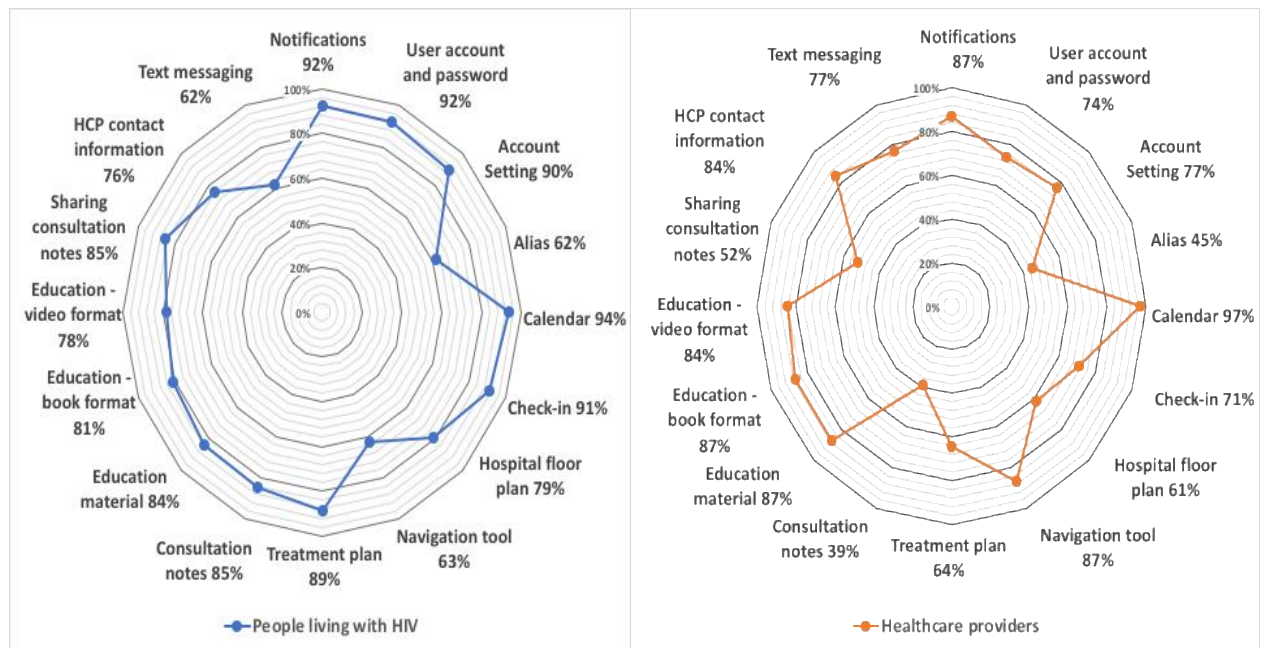 Notifications
92%
User account
and password
92%
Account
Setting 90%
Alias 62%
Calendar 94%
Check-in 91%
Hospital floor
plan 79%
Navigation tool
63%
Treatment plan
89%
Consultation
notes 85%
Education
material 84%
Education -
book format
81%
Education -
video format
78%
Sharing
consultation
notes 85%
HCP contact
information
76%
Text messaging
62%
100%
80%
60%
40%
20%
0%
People living with HIV
Notifications
87%
User account
and password
74%
Account
Setting 77%
Alias 45%
Calendar 97%
Check-in 71%
Hospital floor
plan 61%
Navigation tool
87%
Treatment plan
64%
Consultation
notes 39%
Education
material 87%
Education -
book format
87%
Education -
video format
84%
Sharing
consultation
notes 52%
HCP contact
information
84%
Text messaging
77%
100%
80%
60%
40%
20%
0%
Healthcare providers